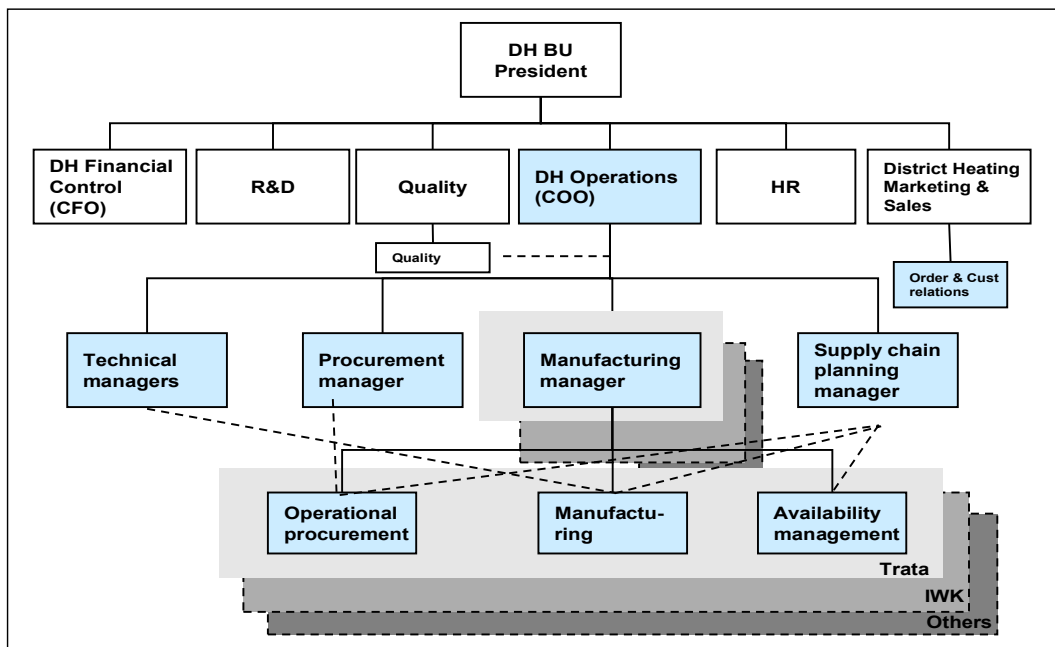 DH BU
President
DH Financial
Control
(CFO)
R&D
Quality
DH Operations
(COO)
HR
District Heating
Marketing &
Sales
Quality
Order & Cust
relations
Technical
managers
Procurement
manager
Manufacturing
manager
Supply chain
planning
manager
Operational
procurement
Manufactu-
ring
Availability
management
Trata
IWK
Others